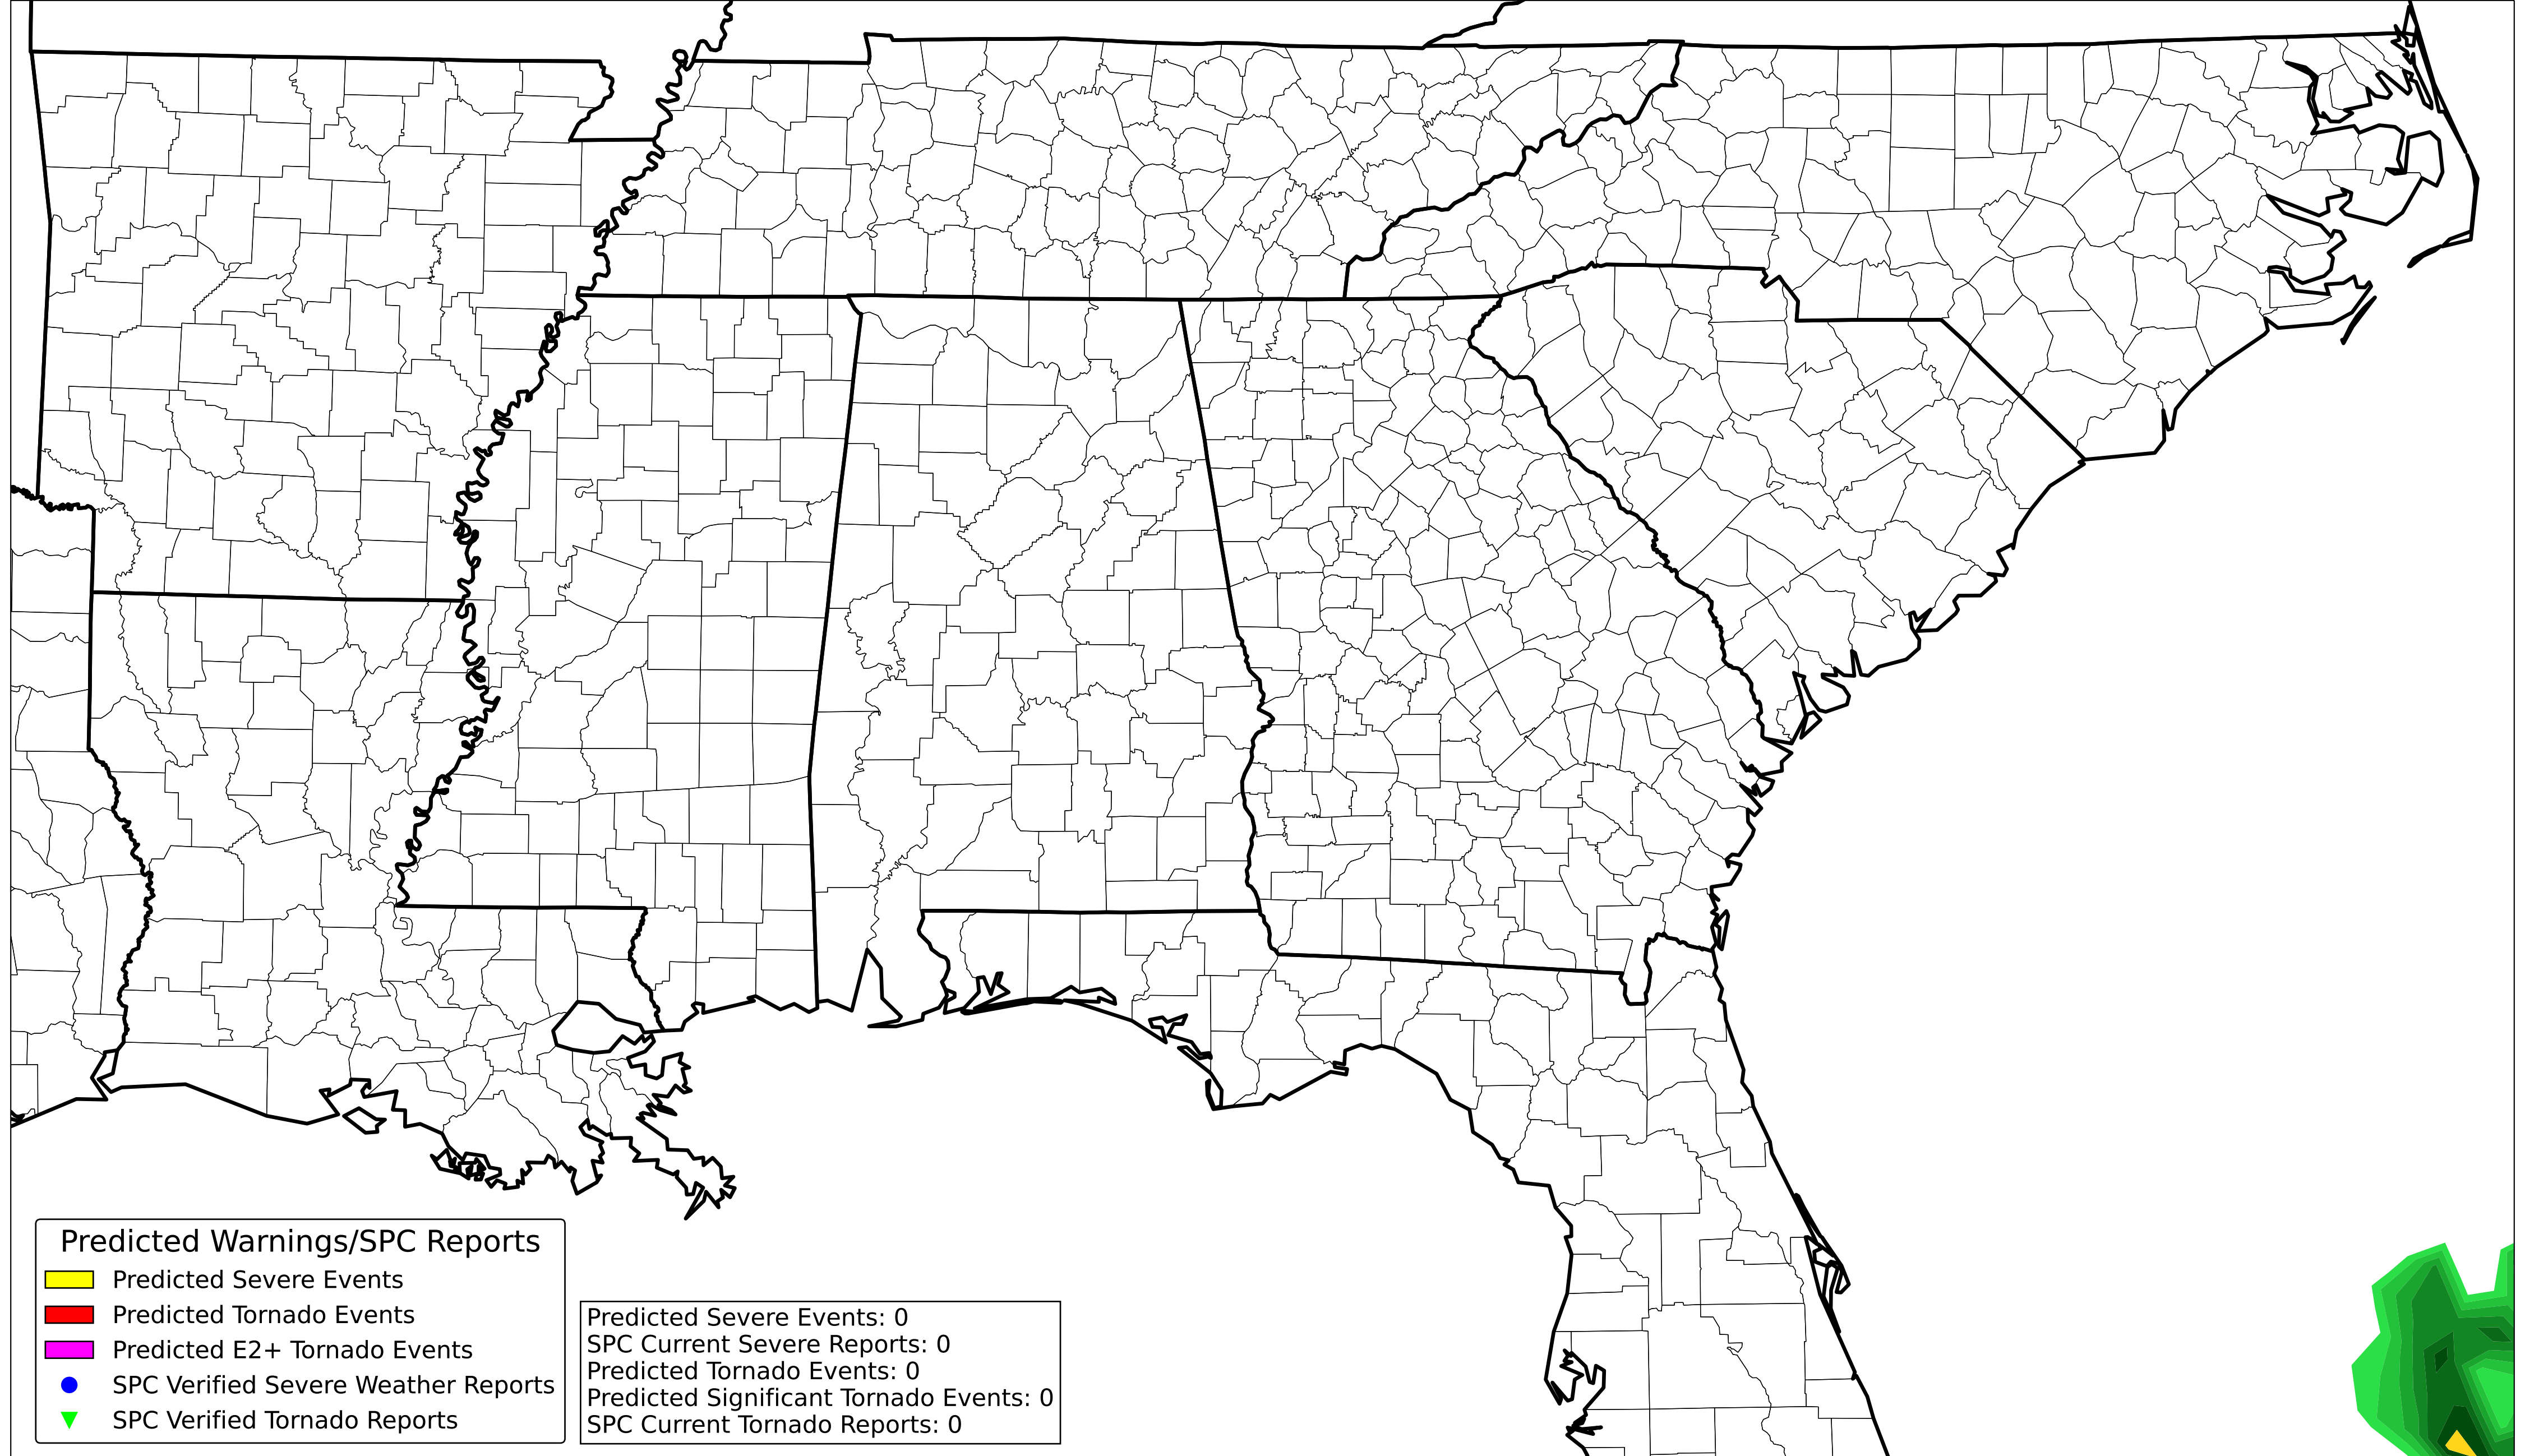 Predicted Warnings/SPC Reports
Predicted Severe Events
Predicted Tornado Events
Predicted E2+ Tornado Events
SPC Verified Severe Weather Reports
SPC Verified Tornado Reports
Predicted Severe Events: 0
SPC Current Severe Reports: 0
Predicted Tornado Events: 0
Predicted Significant Tornado Events: 0
SPC Current Tornado Reports: 0